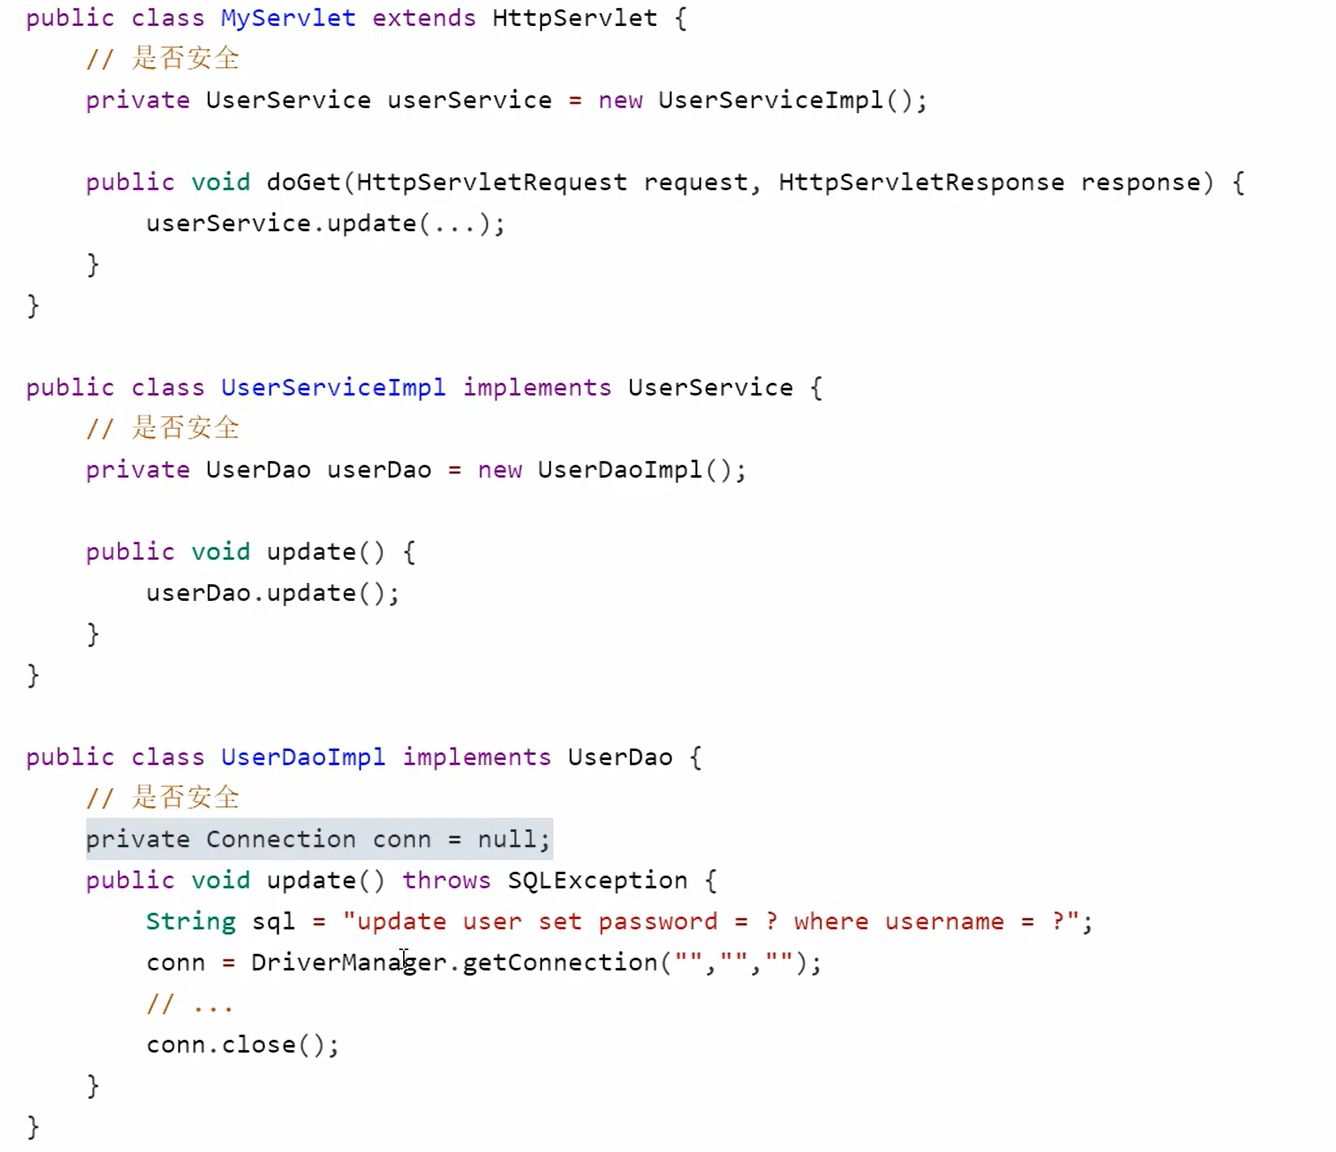 public class MyServlet extends HttpServlet {
    // 是否安全
    private UserService userService = new UserServiceImpl();

    public void doGet(HttpServletRequest request, HttpServletResponse response) {
        userService.update(...);
    }
}

public class UserServiceImpl implements UserService {
    // 是否安全
    private UserDao userDao = new UserDaoImpl();

    public void update() {
        userDao.update();
    }
}

public class UserDaoImpl implements UserDao {
    // 是否安全
    private Connection conn = null;
    public void update() throws SQLException {
        String sql = "update user set password = ? where username = ?";
        conn = DriverManager.getConnection("","","");
        // ...
        conn.close();
    }
}